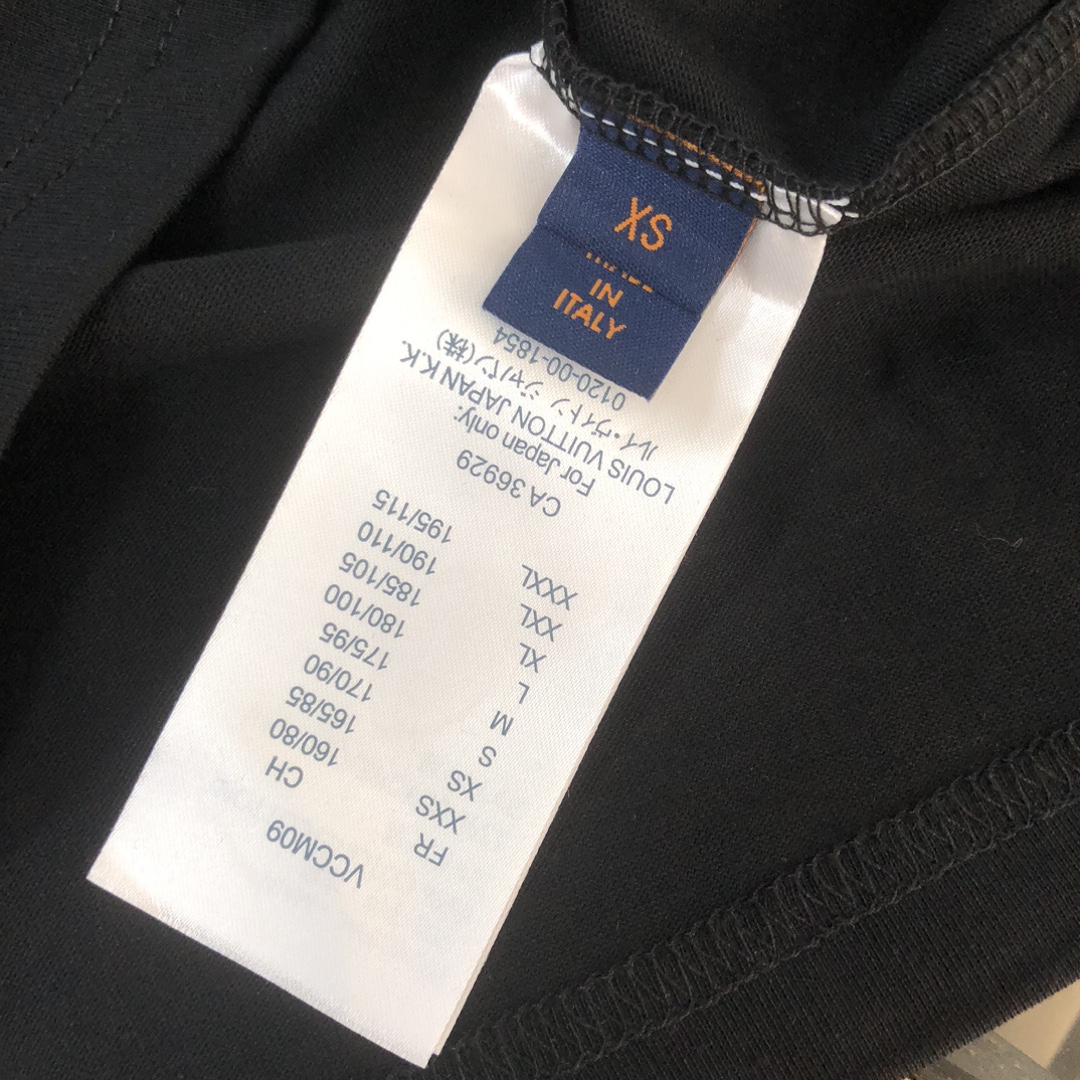 XS
IN
ITALY
VCCM09
FR CH
XXS 160/80
XS 165/85
S 170/90
M 175/95
L 180/100
XL 185/105
XXL 190/110
XXXL 195/115
CA 36929
For Japan only:
LOUIS VUITTON JAPAN K.K.
ルイ・ヴィトン ジャパン(株)
0120-00-1854